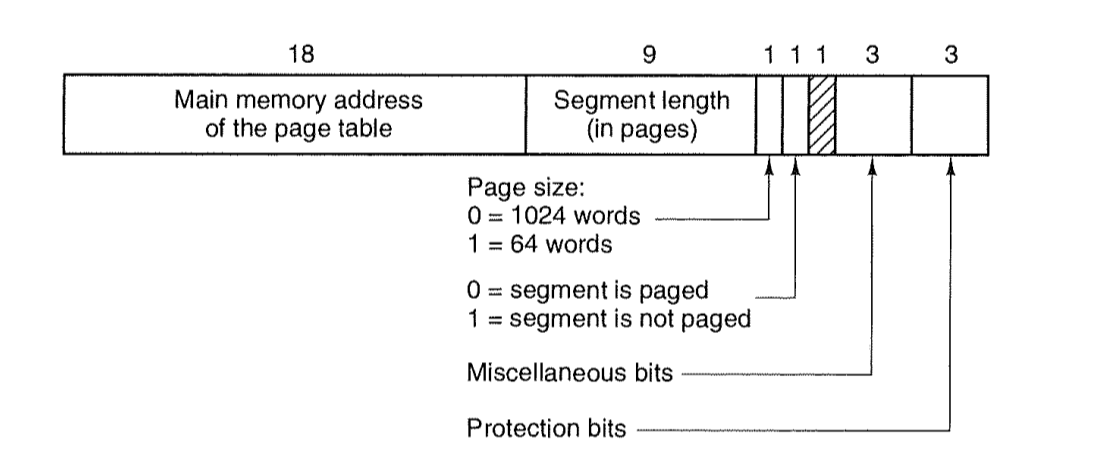 18 9 1 1 1 3 3
Main memory address
of the page table
Segment length
(in pages)
Page size:
0 = 1024 words
1 = 64 words
0 = segment is paged
1 = segment is not paged
Miscellaneous bits
Protection bits